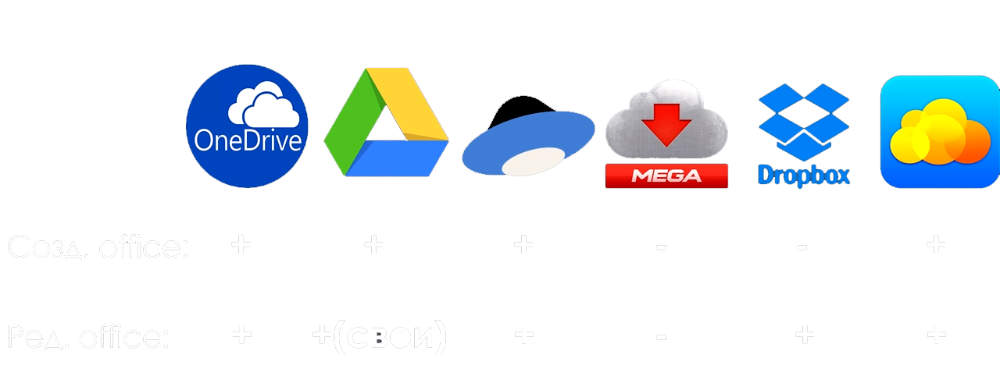 OneDrive
MEGA
Dropbox
Созд. office: + + + - - +
Ред. office: + +(свои) + - + +